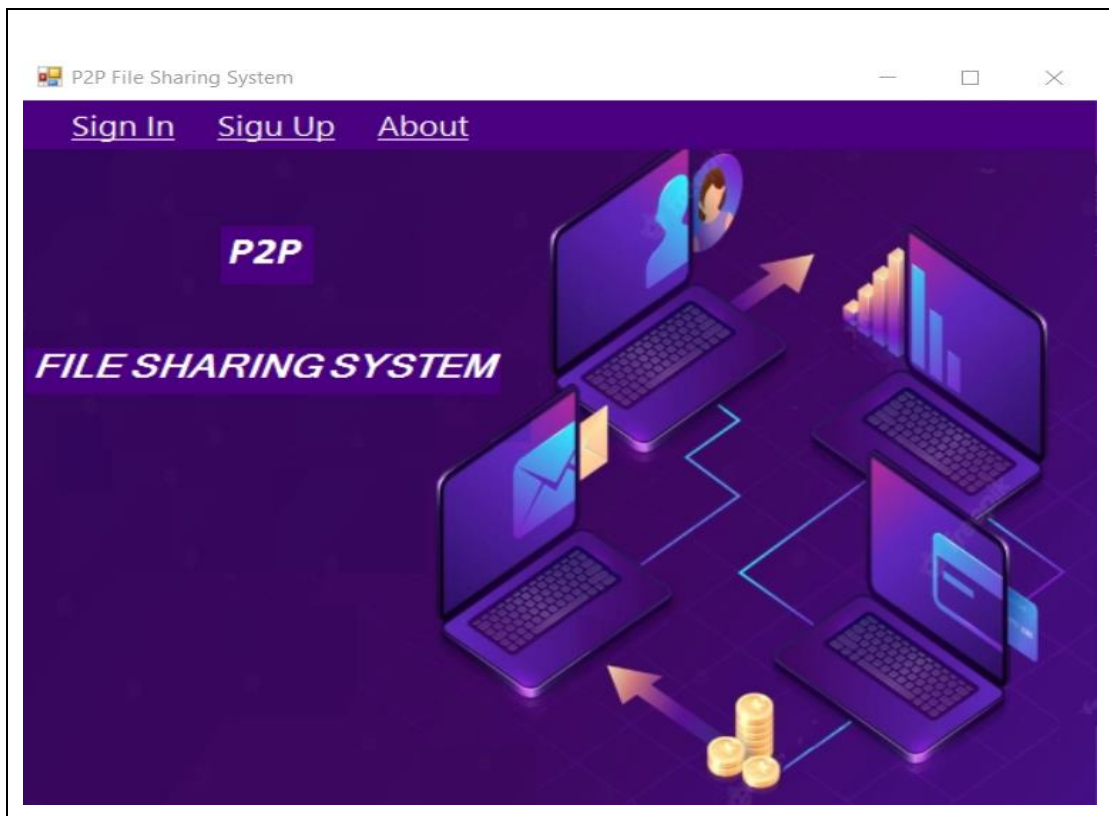 P2P File Sharing System
Sign In Sigu Up About
P2P
FILE SHARING SYSTEM